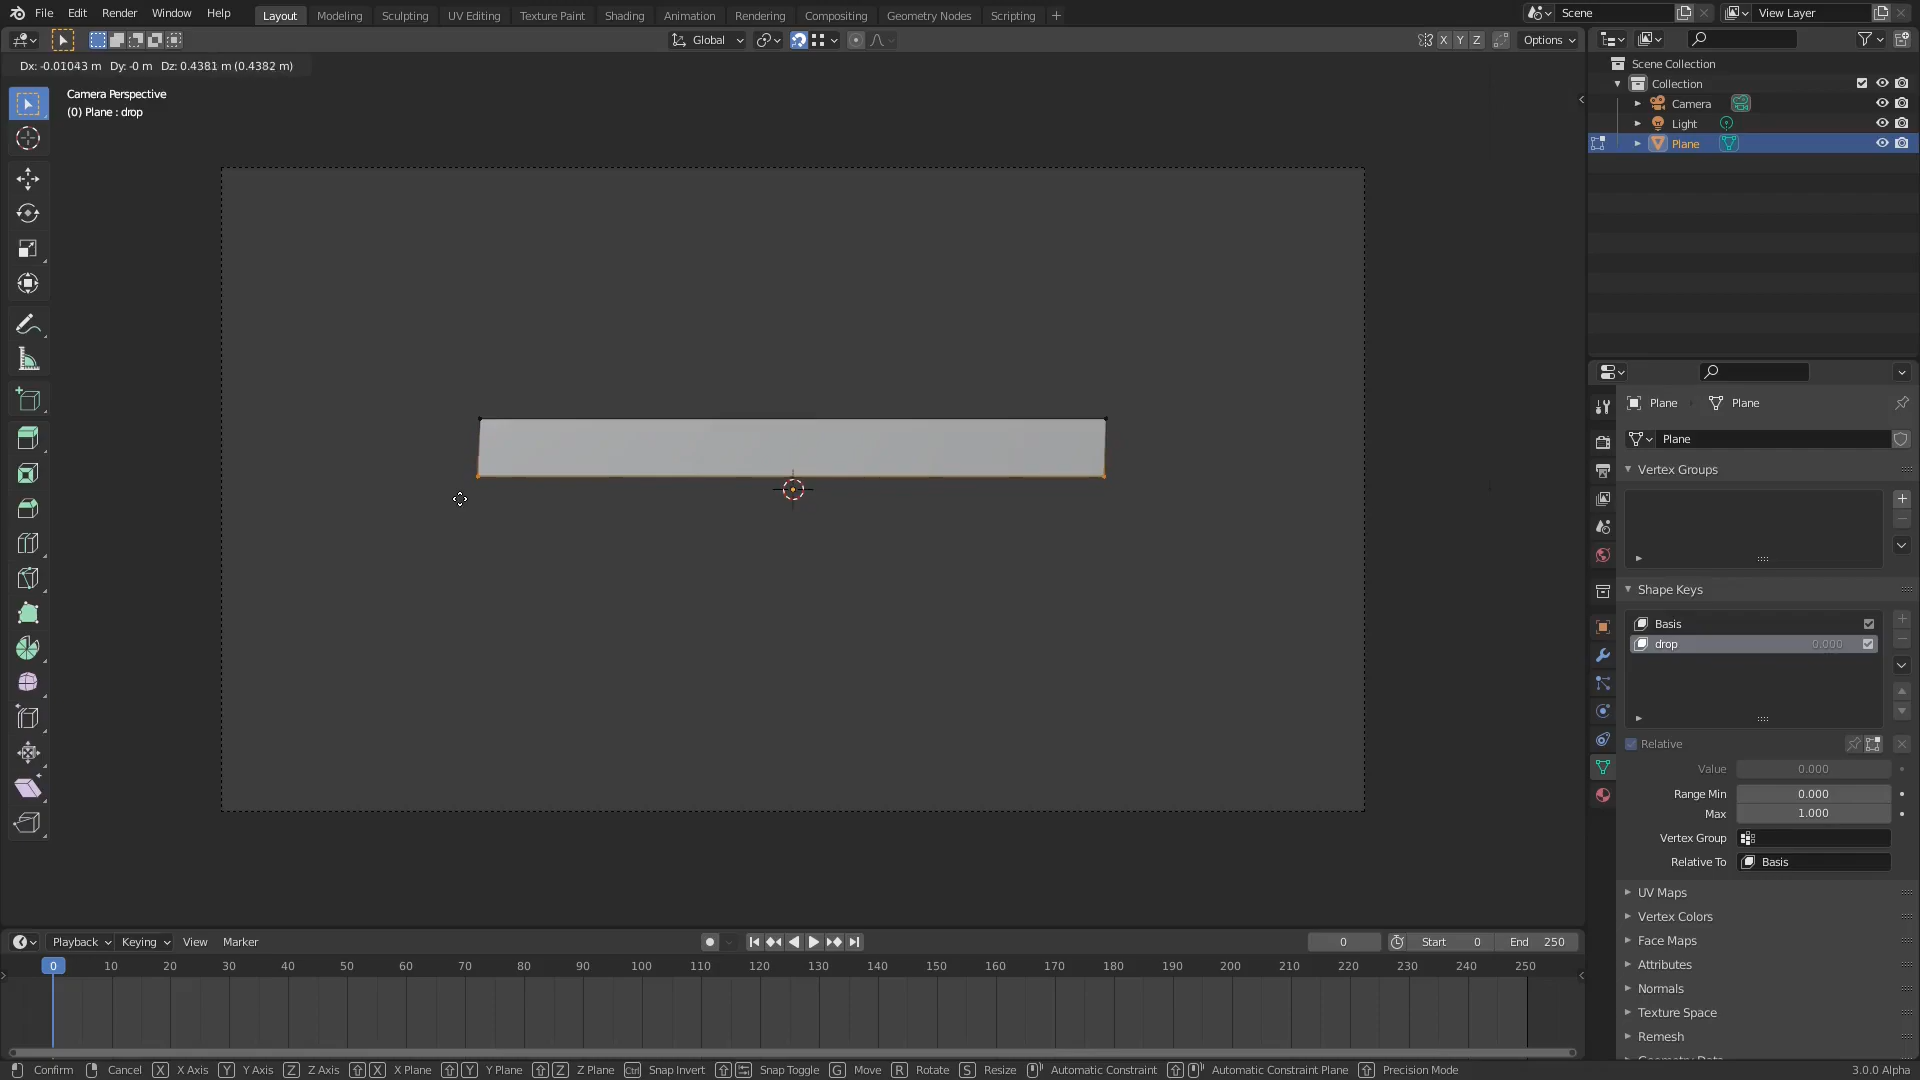 File Edit Render Window Help Layout Modeling Sculpting UV Editing Texture Paint Shading Animation Rendering Compositing Geometry Nodes Scripting + Scene View Layer
Global X Y Z Options
Dx: -0.01043 m Dy: -0 m Dz: 0.4381 m (0.4382 m)
Camera Perspective
(0) Plane : drop
Scene Collection
Collection
Camera
Light
Plane
Plane Plane
Plane
Vertex Groups
Shape Keys
Basis
drop 0.000
Relative
Value 0.000
Range Min 0.000
Max 1.000
Vertex Group
Relative To Basis
UV Maps
Vertex Colors
Face Maps
Attributes
Normals
Texture Space
Remesh
Geometry Data
Playback Keying View Marker 0 Start 0 End 250
0 10 20 30 40 50 60 70 80 90 100 110 120 130 140 150 160 170 180 190 200 210 220 230 240 250
Confirm Cancel X X Axis Y Y Axis Z Z Axis X X Plane Y Y Plane Z Z Plane Ctrl Snap Invert Snap Toggle G Move R Rotate S Resize Automatic Constraint Automatic Constraint Plane Precision Mode 3.0.0 Alpha